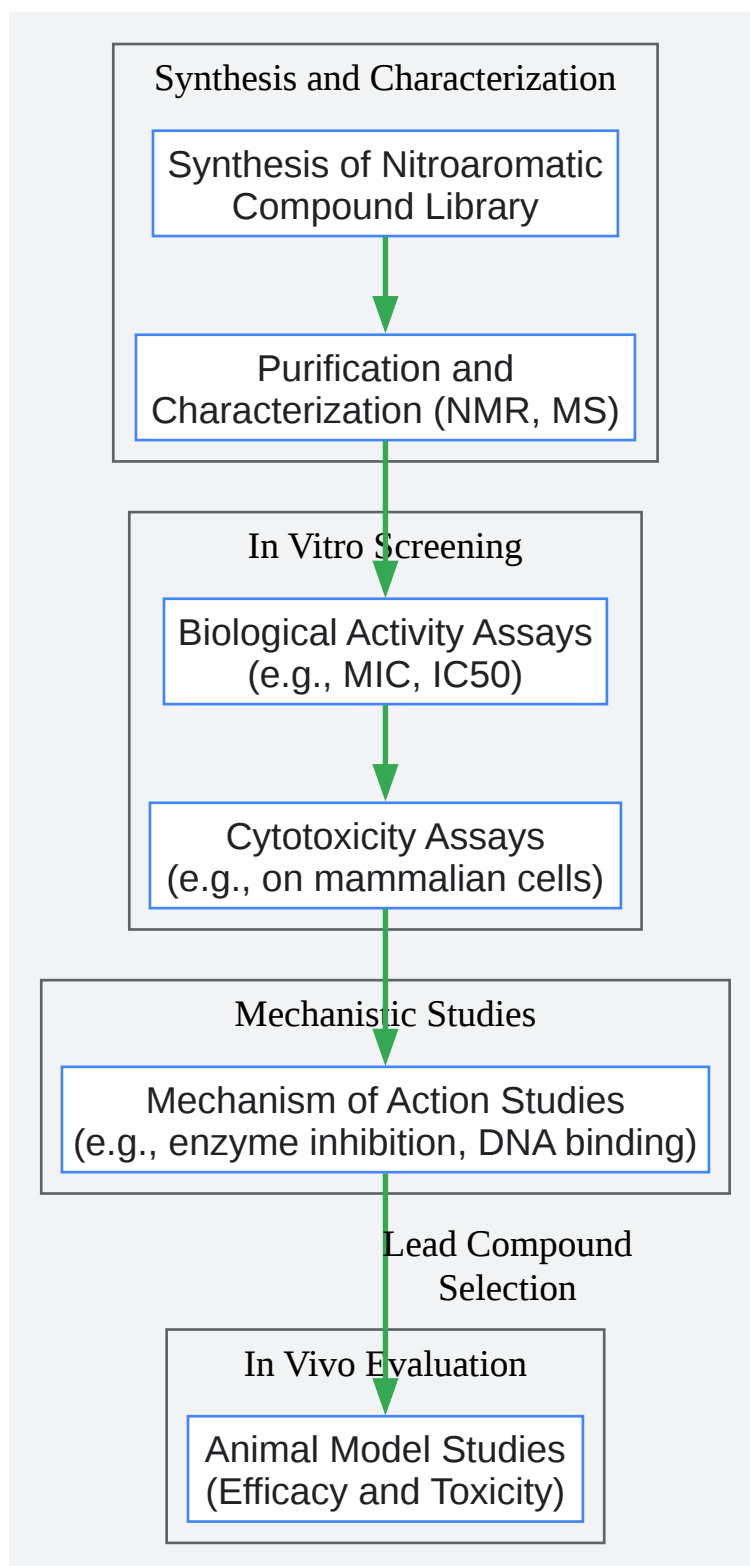 Synthesis and Characterization
Synthesis of Nitroaromatic
Compound Library
Purification and
Characterization (NMR, MS)
In Vitro Screening
Biological Activity Assays
(e.g., MIC, IC50)
Cytotoxicity Assays
(e.g., on mammalian cells)
Mechanistic Studies
Mechanism of Action Studies
(e.g., enzyme inhibition, DNA binding)
Lead Compound
Selection
In Vivo Evaluation
Animal Model Studies
(Efficacy and Toxicity)